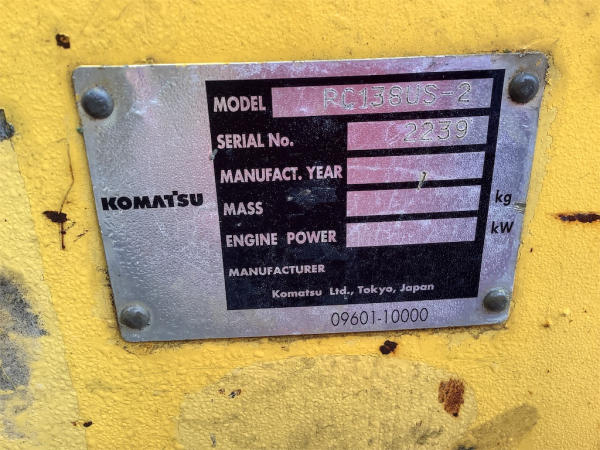 MODEL PC138US-2
SERIAL No. 2239
MANUFACT. YEAR
KOMATSU
MASS kg
ENGINE POWER kW
MANUFACTURER
Komatsu Ltd., Tokyo, Japan
09601-10000